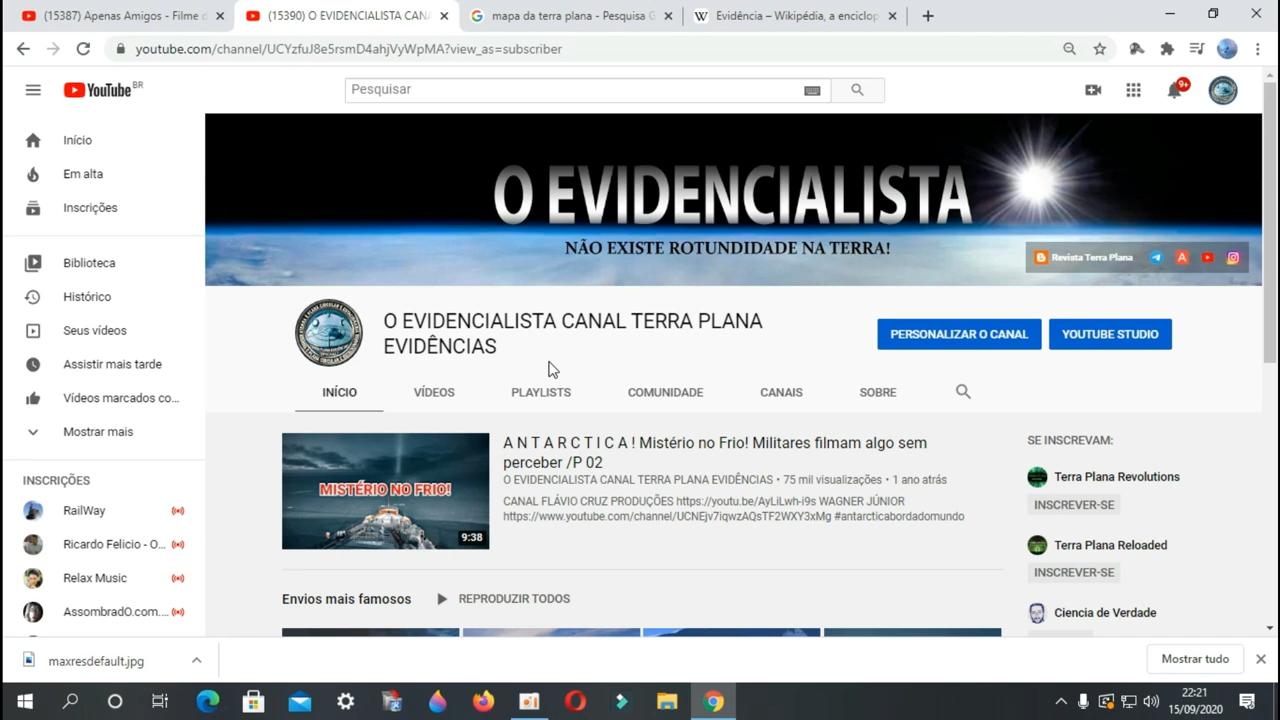 (15387) Apenas Amigos - Filme d
(15390) O EVIDENCIALISTA CANA
mapa da terra plana - Pesquisa G
Evidência – Wikipédia, a enciclop
youtube.com/channel/UCYzfuJ8e5rsmD4ahjVyWpMA?view_as=subscriber
YouTube BR
Pesquisar
9+
Início
Em alta
Inscrições
Biblioteca
Histórico
Seus vídeos
Assistir mais tarde
Vídeos marcados co...
Mostrar mais
INSCRIÇÕES
RailWay
Ricardo Felicio - O...
Relax Music
AssombradO.com....
O EVIDENCIALISTA
NÃO EXISTE ROTUNDIDADE NA TERRA!
Revista Terra Plana
O EVIDENCIALISTA CANAL TERRA PLANA
EVIDÊNCIAS
PERSONALIZAR O CANAL
YOUTUBE STUDIO
INÍCIO
VÍDEOS
PLAYLISTS
COMUNIDADE
CANAIS
SOBRE
MISTÉRIO NO FRIO!
9:38
A N T A R C T I C A ! Mistério no Frio! Militares filmam algo sem
perceber /P 02
O EVIDENCIALISTA CANAL TERRA PLANA EVIDÊNCIAS • 75 mil visualizações • 1 ano atrás
CANAL FLÁVIO CRUZ PRODUÇÕES https://youtu.be/AyLiLwh-i9s WAGNER JÚNIOR
https://www.youtube.com/channel/UCNEjv7iqwzAQsTF2WXY3xMg #antarcticabordadomundo
Envios mais famosos
REPRODUZIR TODOS
SE INSCREVAM:
Terra Plana Revolutions
INSCREVER-SE
Terra Plana Reloaded
INSCREVER-SE
Ciencia de Verdade
maxresdefault.jpg
Mostrar tudo
22:21
15/09/2020